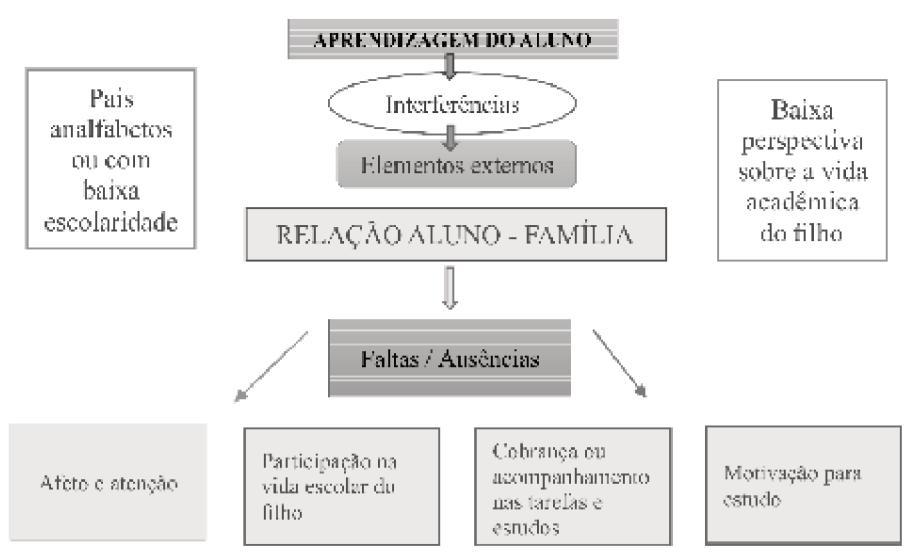 APRENDIZAGEM DO ALUNO
Interferências
Elementos externos
Pais
analfabetos
ou com
baixa
escolaridade
Baixa
perspectiva
sobre a vida
acadêmica
do filho
RELAÇÃO ALUNO - FAMÍLIA
Faltas / Ausências
Afeto e atenção
Participação na
vida escolar do
filho
Cobrança ou
acompanhamento
nas tarefas e
estudos
Motivação para
estudo